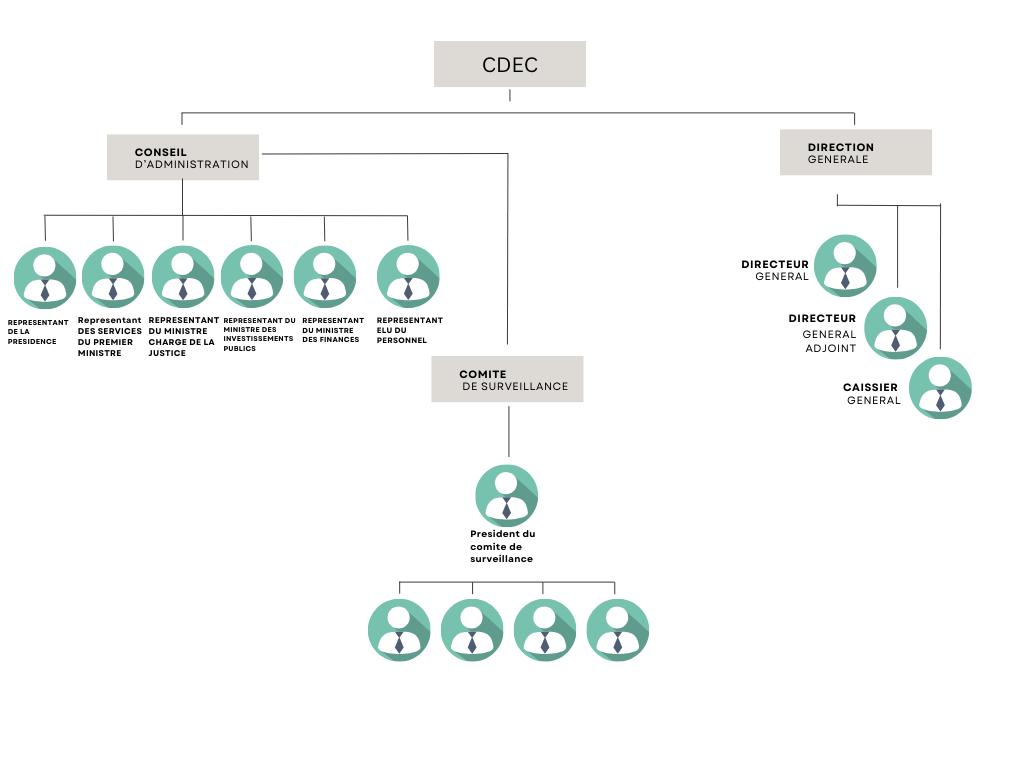 CDEC
CONSEIL
D'ADMINISTRATION
DIRECTION
GENERALE
REPRESENTANT
DE LA
PRESIDENCE
Representant
DES SERVICES
DU PREMIER
MINISTRE
REPRESENTANT
DU MINISTRE
CHARGE DE LA
JUSTICE
REPRESENTANT DU
MINISTRE DES
INVESTISSEMENTS
PUBLICS
REPRESENTANT
DU MINISTRE
DES FINANCES
REPRESENTANT
ELU DU
PERSONNEL
DIRECTEUR
GENERAL
DIRECTEUR
GENERAL
ADJOINT
CAISSIER
GENERAL
COMITE
DE SURVEILLANCE
President du
comite de
surveillance